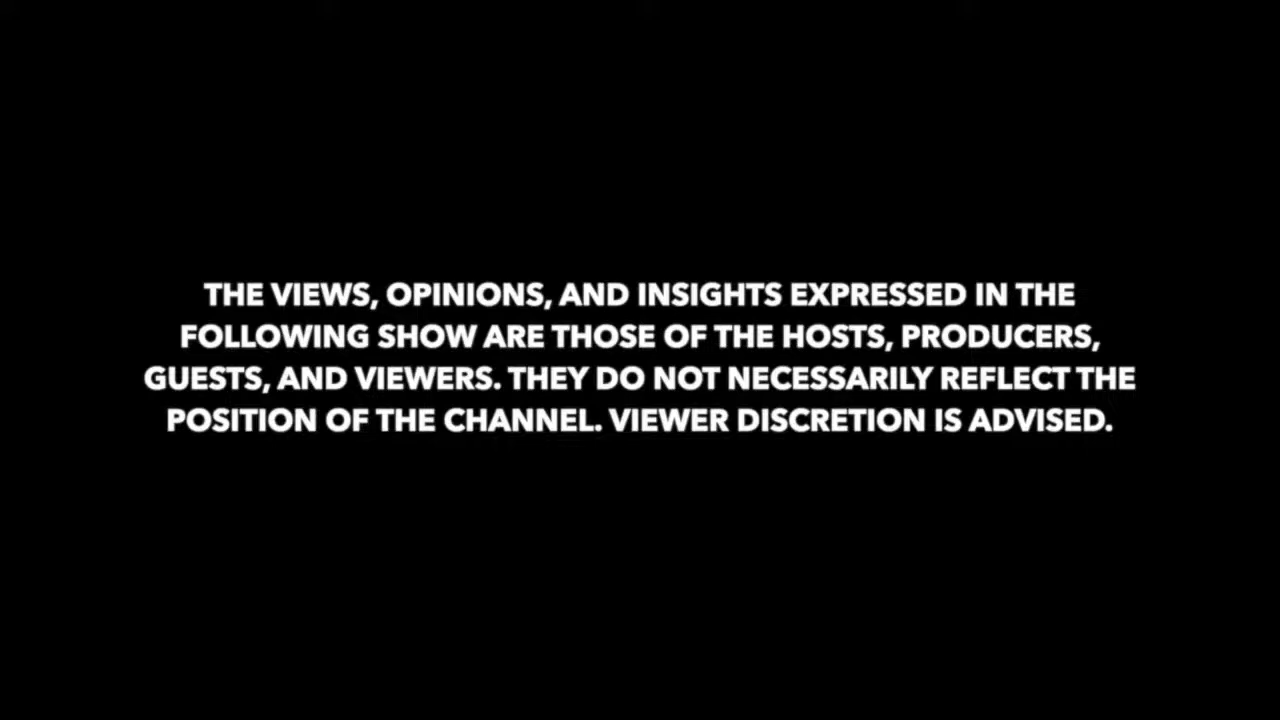 THE VIEWS, OPINIONS, AND INSIGHTS EXPRESSED IN THE
FOLLOWING SHOW ARE THOSE OF THE HOSTS, PRODUCERS,
GUESTS, AND VIEWERS. THEY DO NOT NECESSARILY REFLECT THE
POSITION OF THE CHANNEL. VIEWER DISCRETION IS ADVISED.